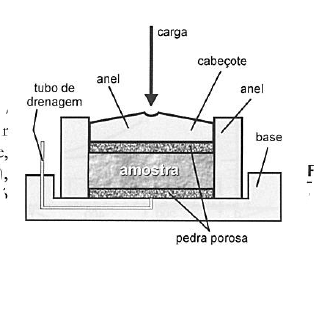 carga
cabeçote
anel
anel
tubo de
drenagem
base
amostra
pedra porosa
r
e,